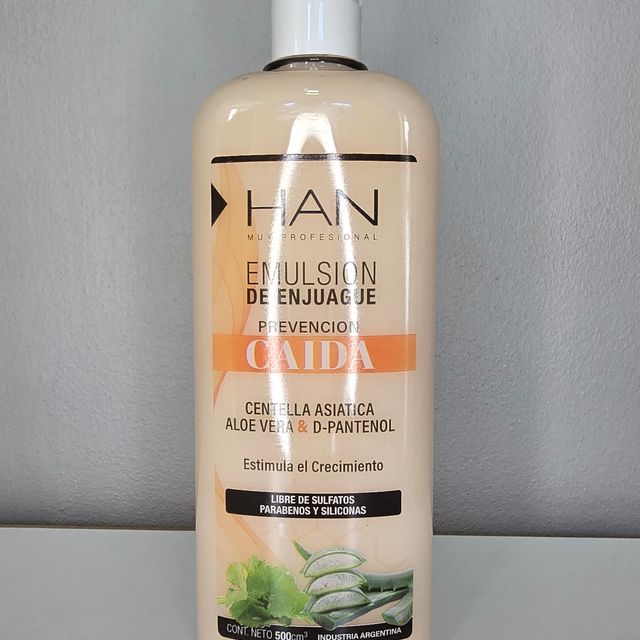 HAN
MUY PROFESIONAL
EMULSION
DE ENJUAGUE
PREVENCION
CAIDA
CENTELLA ASIATICA
ALOE VERA & D-PANTENOL
Estimula el Crecimiento
LIBRE DE SULFATOS
PARABENOS Y SILICONAS
CONT. NETO 500cm³ INDUSTRIA ARGENTINA